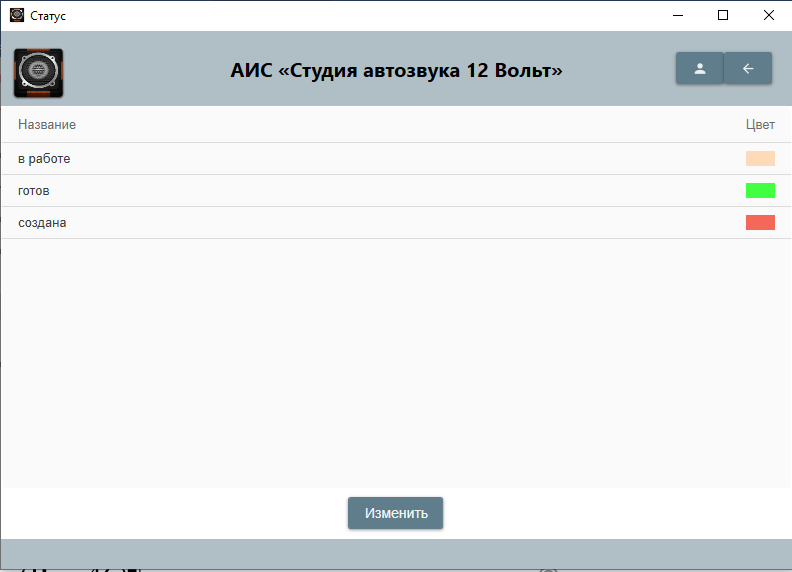 Статус
АИС «Студия автозвука 12 Вольт»
Название Цвет
в работе
готов
создана
Изменить